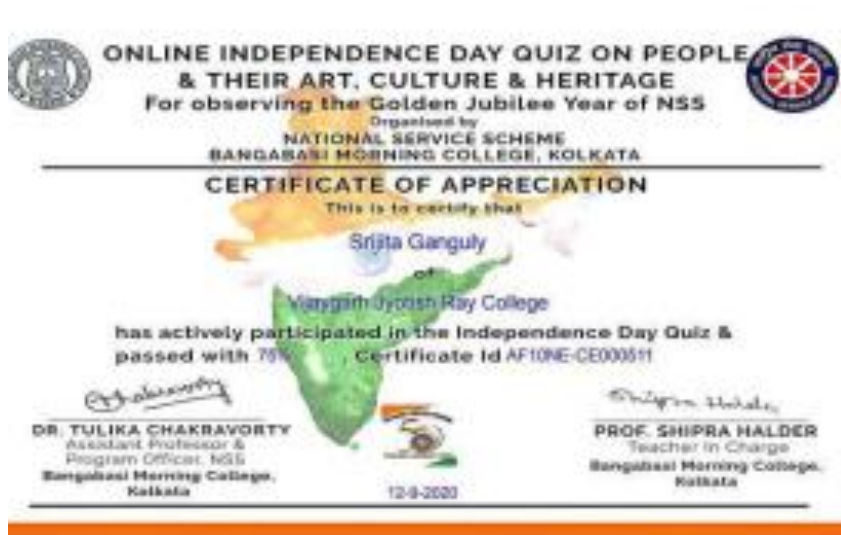 ONLINE INDEPENDENCE DAY QUIZ ON PEOPLE
& THEIR ART, CULTURE & HERITAGE
For observing the Golden Jubilee Year of NSS
Organised by
NATIONAL SERVICE SCHEME
BANGABASI MORNING COLLEGE, KOLKATA
CERTIFICATE OF APPRECIATION
This is to certify that
Srijita Ganguly
of
Vijaygarh Jyotish Ray College
has actively participated in the Independence Day Quiz &
passed with 75% . Certificate Id AF10NE-CE000511
Chakravorty
DR. TULIKA CHAKRAVORTY
Assistant Professor &
Program Officer, NSS
Bangabasi Morning College,
Kolkata
Shipra Halder
PROF. SHIPRA HALDER
Teacher In Charge
Bangabasi Morning College,
Kolkata
12-9-2020